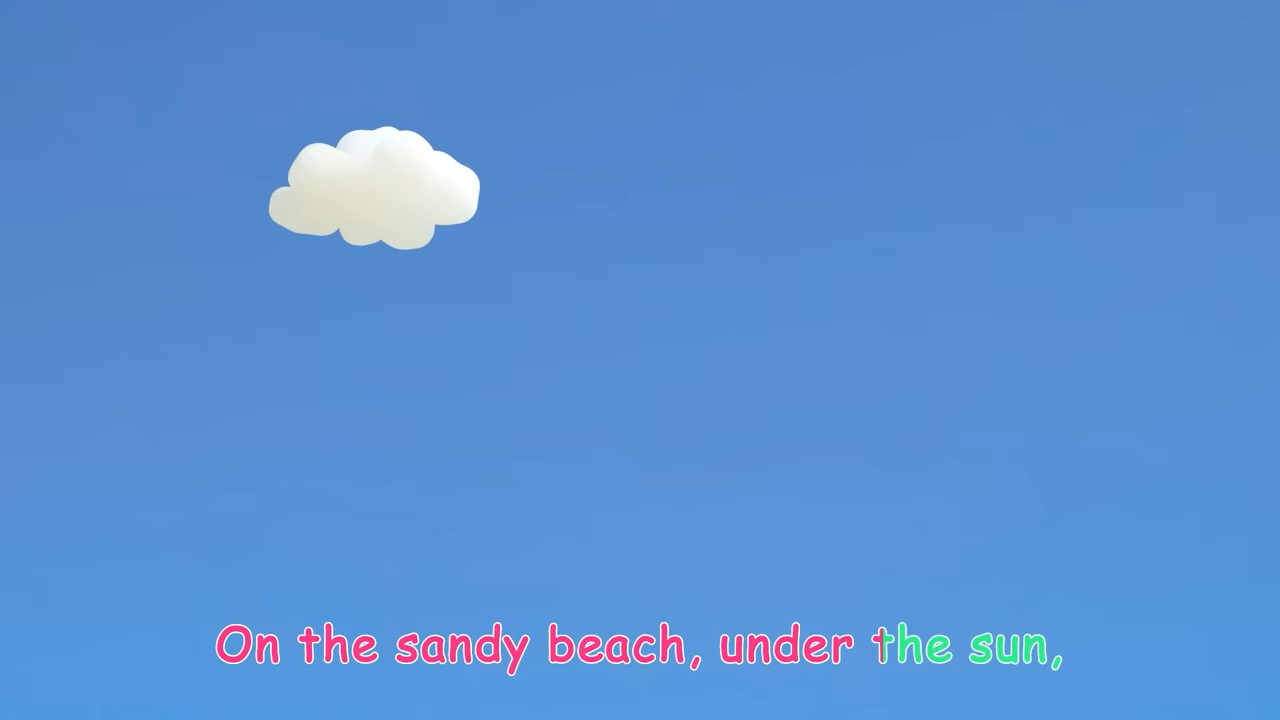 On the sandy beach, under the sun,